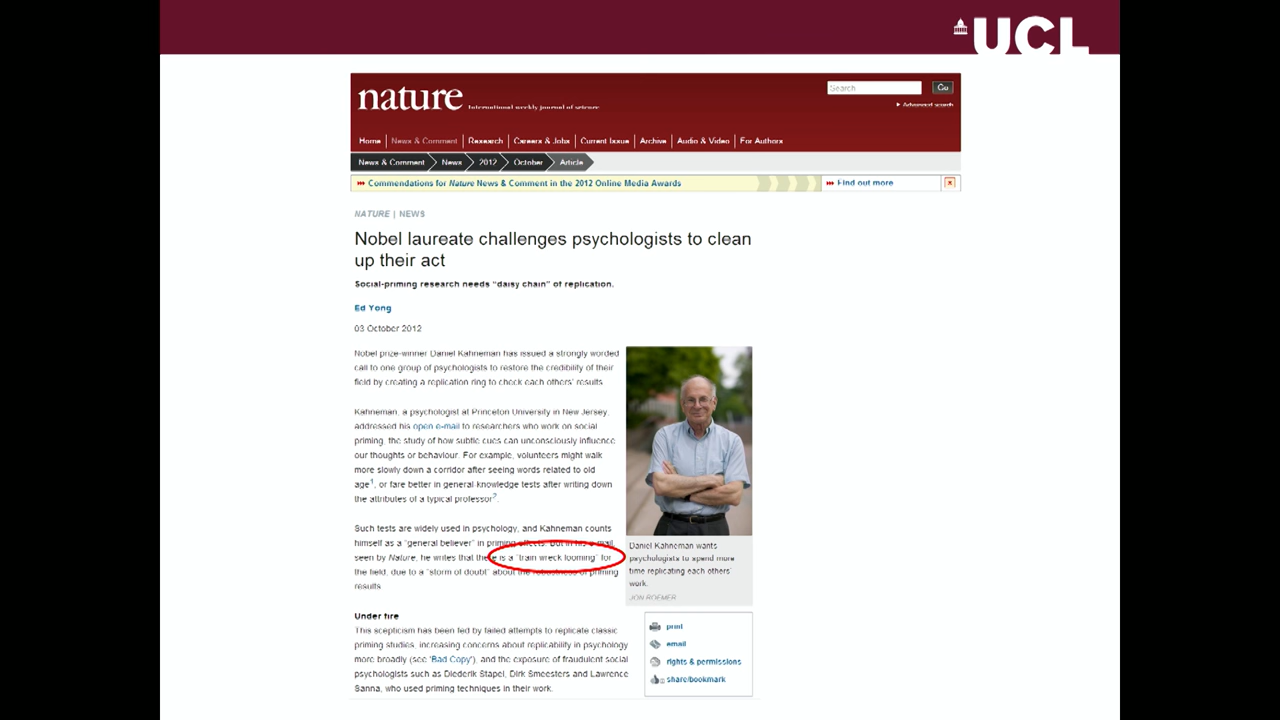 UCL
nature International weekly journal of science
Search
Go
Advanced search
Home News & Comment Research Careers & Jobs Current Issue Archive Audio & Video For Authors
News & Comment News 2012 October Article
Commendations for Nature News & Comment in the 2012 Online Media Awards
Find out more
x
NATURE | NEWS
Nobel laureate challenges psychologists to clean
up their act
Social-priming research needs “daisy chain” of replication.
Ed Yong
03 October 2012
Nobel prize-winner Daniel Kahneman has issued a strongly worded
call to one group of psychologists to restore the credibility of their
field by creating a replication ring to check each others’ results
Kahneman, a psychologist at Princeton University in New Jersey,
addressed his open e-mail to researchers who work on social
priming, the study of how subtle cues can unconsciously influence
our thoughts or behaviour. For example, volunteers might walk
more slowly down a corridor after seeing words related to old
age1, or fare better in general-knowledge tests after writing down
the attributes of a typical professor2.
Such tests are widely used in psychology, and Kahneman counts
himself as a “general believer” in priming effects. But in his e-mail,
seen by Nature, he writes that there is a “train wreck looming” for
the field, due to a “storm of doubt” about the robustness of priming
results
Daniel Kahneman wants
psychologists to spend more
time replicating each others’
work.
JON ROEMER
Under fire
This scepticism has been fed by failed attempts to replicate classic
priming studies, increasing concerns about replicability in psychology
more broadly (see ‘Bad Copy’), and the exposure of fraudulent social
psychologists such as Diederik Stapel, Dirk Smeesters and Lawrence
Sanna, who used priming techniques in their work.
print
email
rights & permissions
share/bookmark